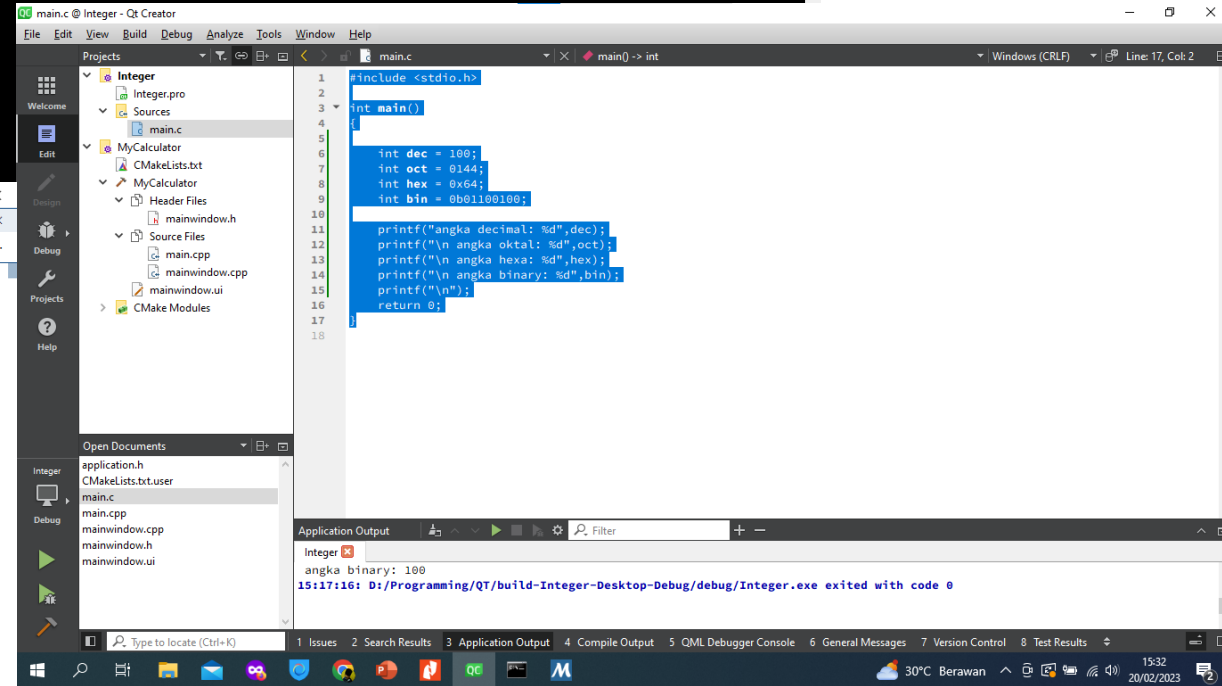 main.c @ Integer - Qt Creator
File Edit View Build Debug Analyze Tools Window Help
Projects
main.c
main() -> int
Windows (CRLF)
Line: 17, Col: 2
Welcome
Edit
Design
Debug
Projects
Help
Integer
Integer.pro
Sources
main.c
MyCalculator
CMakeLists.txt
MyCalculator
Header Files
mainwindow.h
Source Files
main.cpp
mainwindow.cpp
mainwindow.ui
CMake Modules
1 #include <stdio.h>
2
3 int main()
4 {
5
6 int dec = 100;
7 int oct = 0144;
8 int hex = 0x64;
9 int bin = 0b01100100;
10
11 printf("angka decimal: %d",dec);
12 printf("\n angka oktal: %d",oct);
13 printf("\n angka hexa: %d",hex);
14 printf("\n angka binary: %d",bin);
15 printf("\n");
16 return 0;
17 }
18
Open Documents
application.h
CMakeLists.txt.user
main.c
main.cpp
mainwindow.cpp
mainwindow.h
mainwindow.ui
Integer
Debug
Application Output
Filter
Integer
angka binary: 100
15:17:16: D:/Programming/QT/build-Integer-Desktop-Debug/debug/Integer.exe exited with code 0
Type to locate (Ctrl+K)
1 Issues 2 Search Results 3 Application Output 4 Compile Output 5 QML Debugger Console 6 General Messages 7 Version Control 8 Test Results
30°C Berawan
15:32
20/02/2023
2